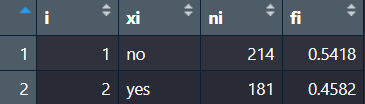 i xi ni fi
1 1 no 214 0.5418
2 2 yes 181 0.4582